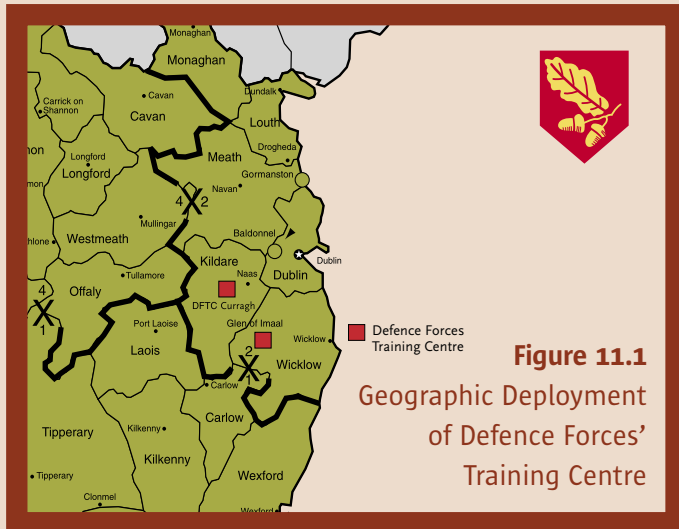 Monaghan
Monaghan
Cavan
Carrick on
Shannon
Cavan
Dundalk
Louth
Drogheda
non
Longford
Longford
Meath
Gormanston
mon
Navan
4 X 2
Mullingar
Baldonnel
hlone
Westmeath
Kildare
Dublin
Tullamore
Naas
Dublin
4
X
1
Offaly
DFTC Curragh
Port Laoise
Glen of Imaal
Laois
Wicklow
2
X
1
Wicklow
Carlow
Carlow
Tipperary
Kilkenny
Kilkenny
Tipperary
Wexford
Clonmel
Wexford
Defence Forces
Training Centre
Figure 11.1
Geographic Deployment
of Defence Forces’
Training Centre